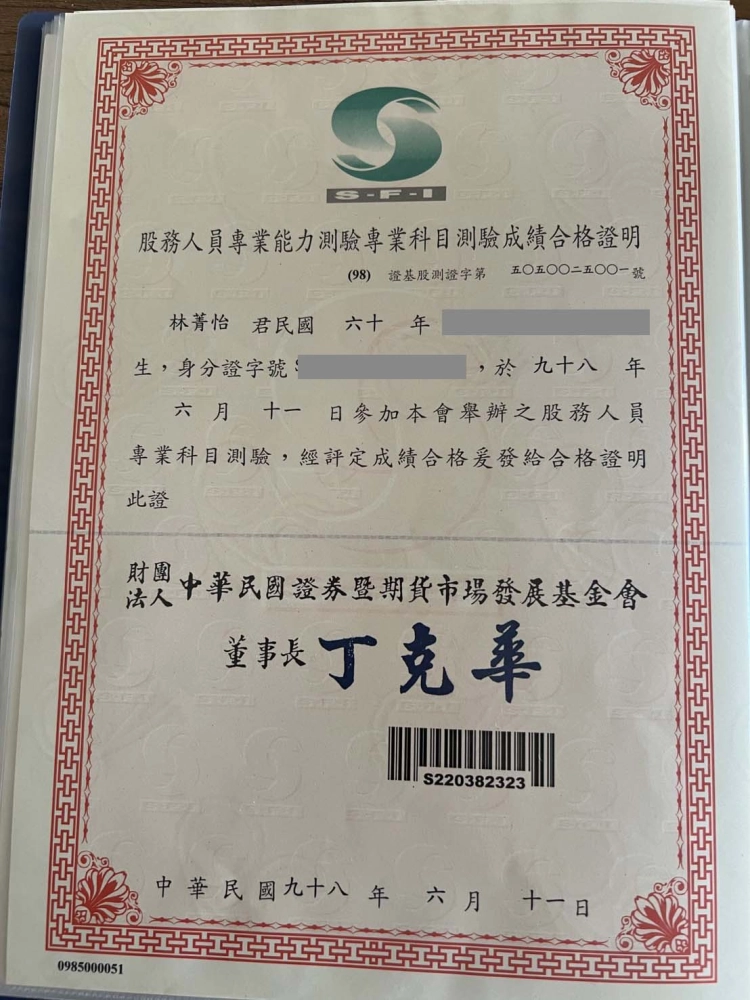 S-F-I
股務人員專業能力測驗專業科目測驗成績合格證明
(98) 證基股測證字第 五〇五〇〇二五〇〇一號
林菁怡 君民國 六十 年
生，身分證字號 ，於 九十八 年
六 月 十一 日參加本會舉辦之股務人員
專業科目測驗，經評定成績合格爰發給合格證明
此證
財團法人 中華民國證券暨期貨市場發展基金會
董事長 丁克華
S220382323
中華民國九十八年 六月 十一日
0985000051